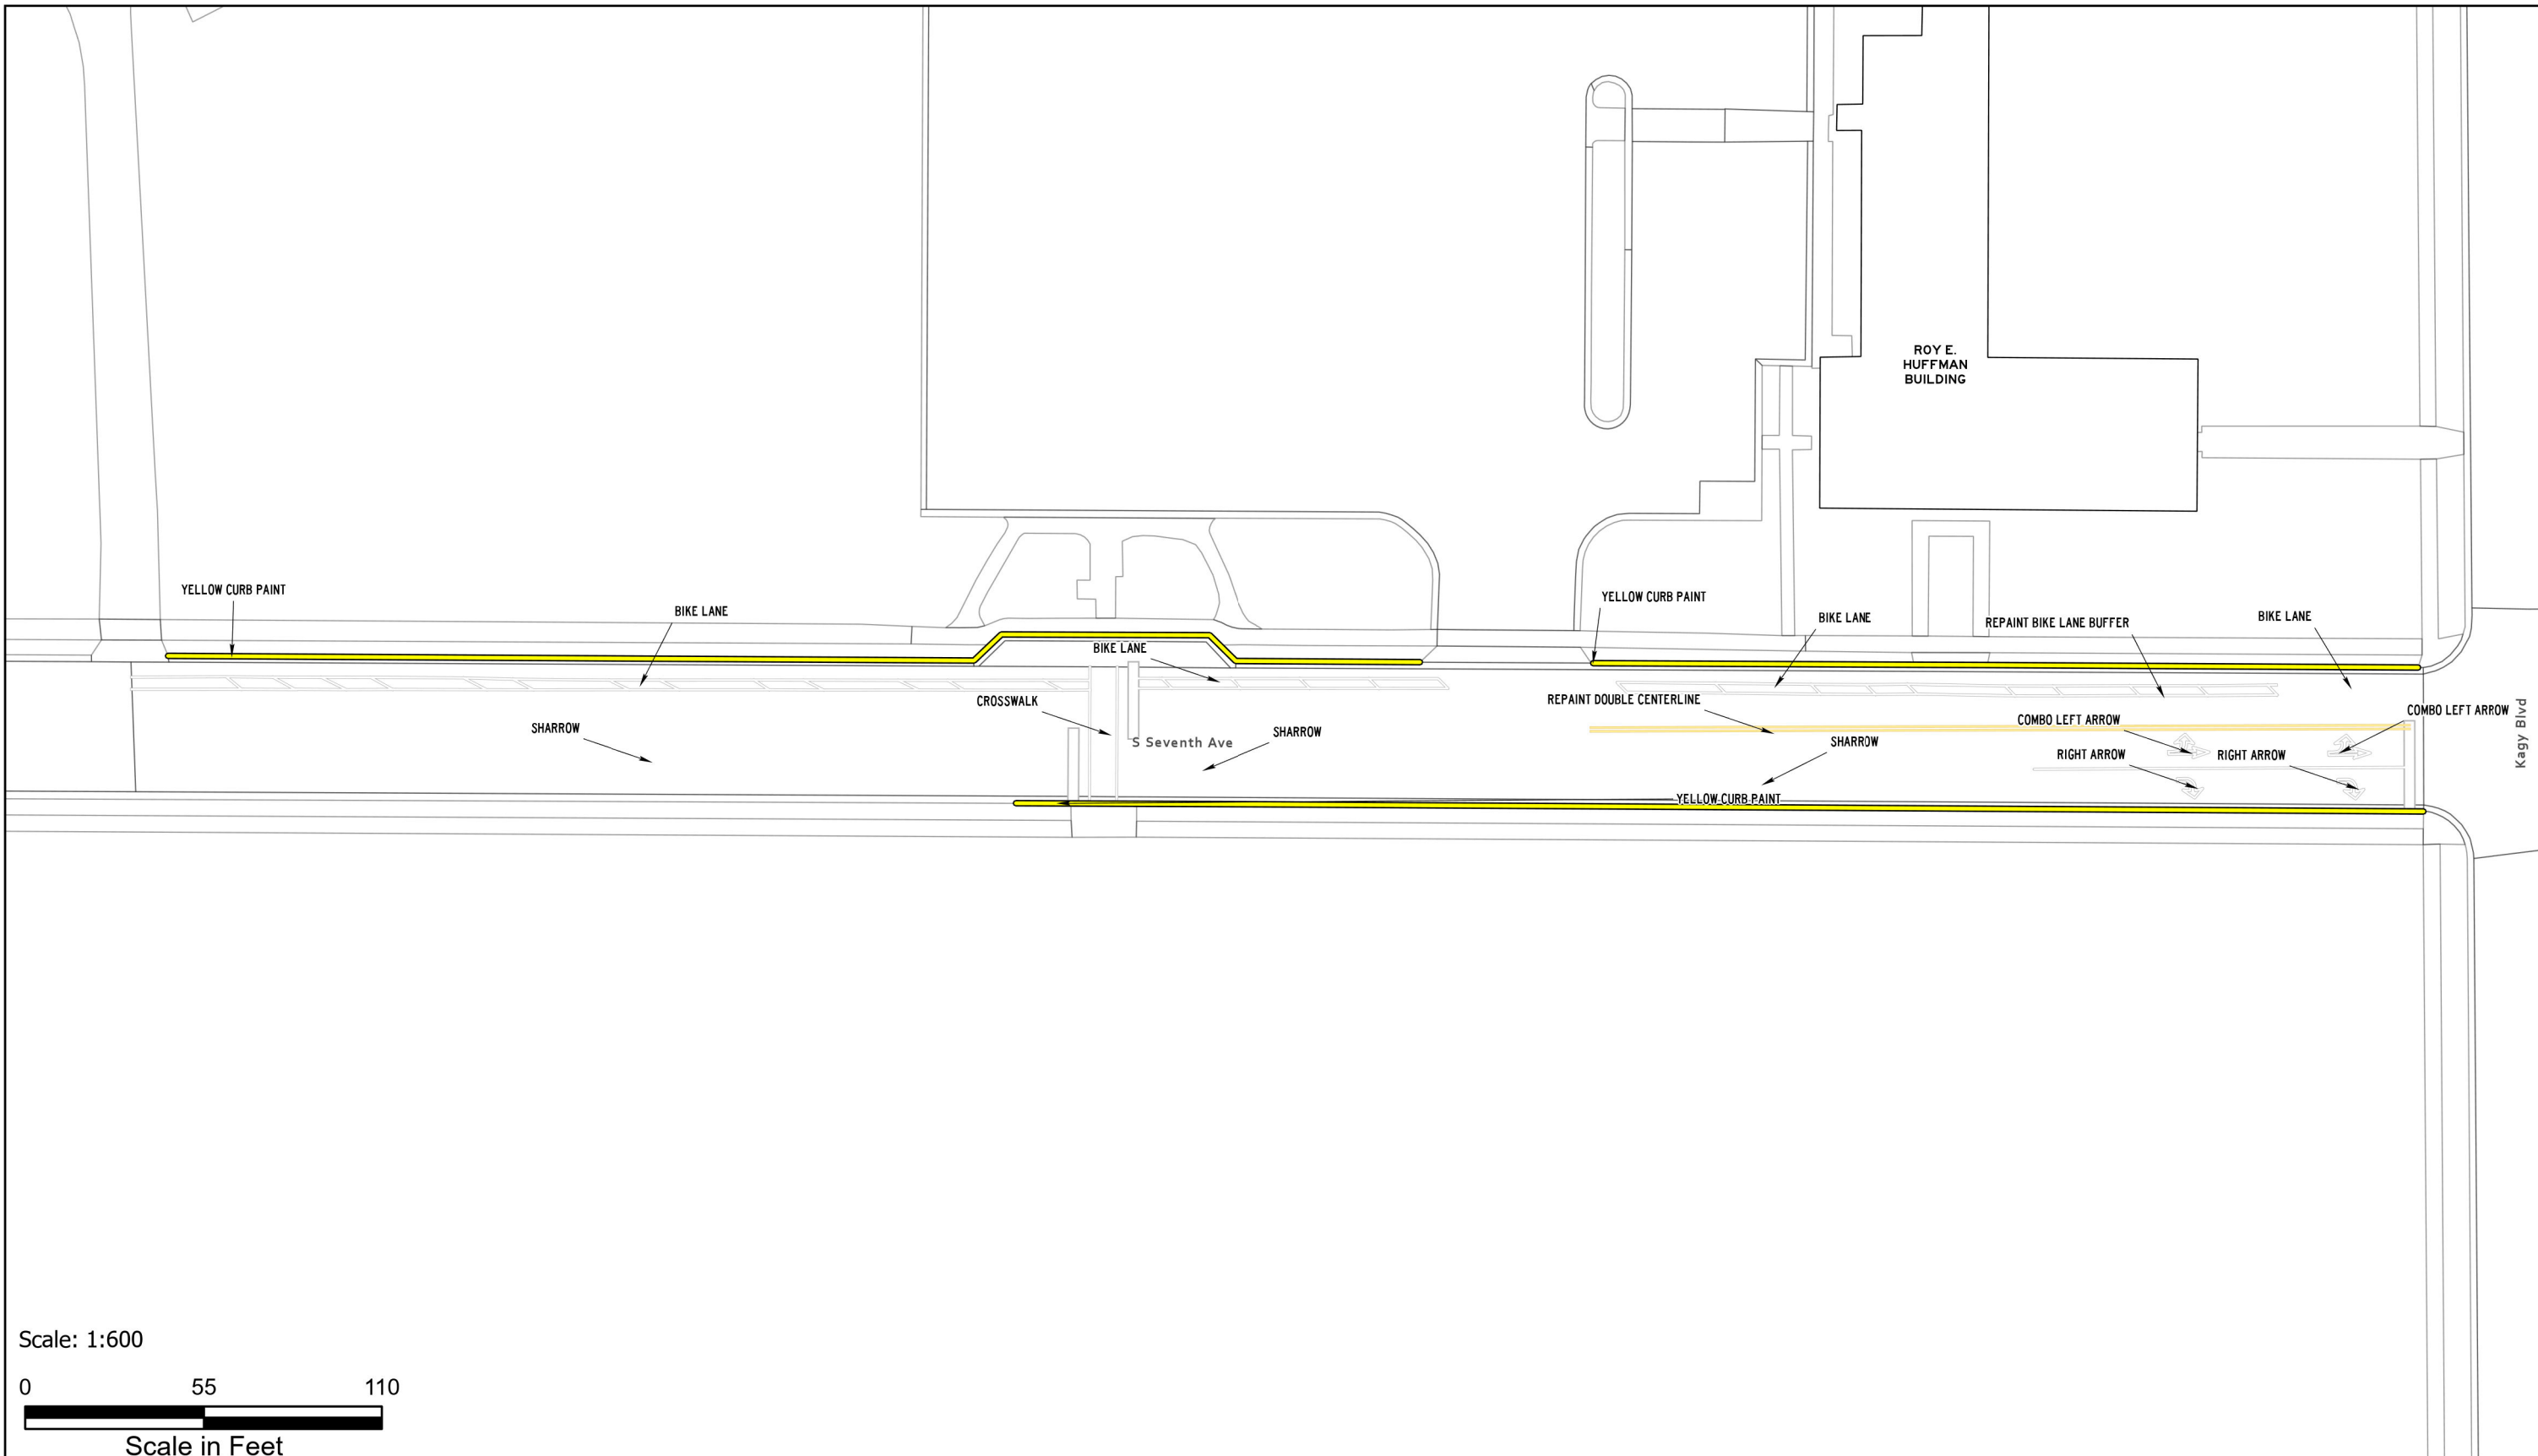 ROY E.
HUFFMAN
BUILDING
YELLOW CURB PAINT
BIKE LANE
YELLOW CURB PAINT
BIKE LANE
REPAINT BIKE LANE BUFFER
BIKE LANE
BIKE LANE
CROSSWALK
REPAINT DOUBLE CENTERLINE
COMBO LEFT ARROW
COMBO LEFT ARROW
SHARROW
S Seventh Ave
SHARROW
SHARROW
RIGHT ARROW
RIGHT ARROW
Kagy Blvd
YELLOW CURB PAINT
Scale: 1:600
0 55 110
Scale in Feet